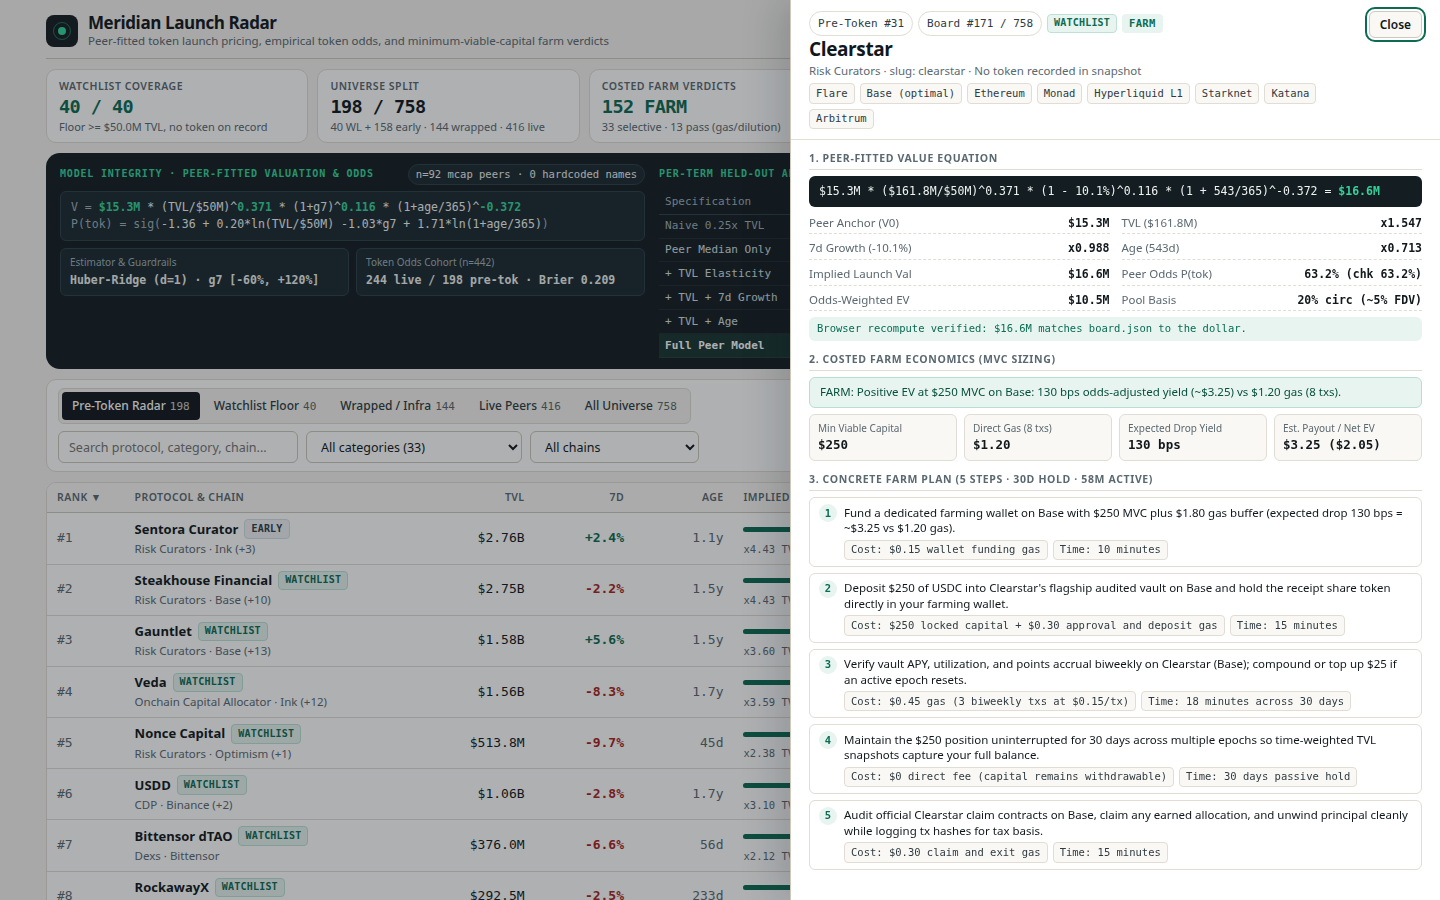 Meridian Launch Radar
Peer-fitted token launch pricing, empirical token odds, and minimum-viable-capital farm verdicts
WATCHLIST COVERAGE
40 / 40
Floor >= $50.0M TVL, no token on record
UNIVERSE SPLIT
198 / 758
40 WL + 158 early · 144 wrapped · 416 live
COSTED FARM VERDICTS
152 FARM
33 selective · 13 pass (gas/dilution)
MODEL INTEGRITY · PEER-FITTED VALUATION & ODDS
n=92 mcap peers · 0 hardcoded names
V = $15.3M * (TVL/$50M)^0.371 * (1+g7)^0.116 * (1+age/365)^-0.372
P(tok) = sig(-1.36 + 0.20*ln(TVL/$50M) -1.03*g7 + 1.71*ln(1+age/365))
Estimator & Guardrails
Huber-Ridge (d=1) · g7 [-60%, +120%]
Token Odds Cohort (n=442)
244 live / 198 pre-tok · Brier 0.209
PER-TERM HELD-OUT
Specification
Naive 0.25x TVL
Peer Median Only
+ TVL Elasticity
+ TVL + 7d Growth
+ TVL + Age
Full Peer Model
Pre-Token Radar 198
Watchlist Floor 40
Wrapped / Infra 144
Live Peers 416
All Universe 758
Search protocol, category, chain...
All categories (33)
All chains
RANK ▼ PROTOCOL & CHAIN TVL 7D AGE IMPLIED
#1 Sentora Curator EARLY $2.76B +2.4% 1.1y
Risk Curators · Ink (+3) x4.43
#2 Steakhouse Financial WATCHLIST $2.75B -2.2% 1.5y
Risk Curators · Base (+10) x4.43
#3 Gauntlet WATCHLIST $1.58B +5.6% 1.5y
Risk Curators · Base (+13) x3.60
#4 Veda WATCHLIST $1.56B -8.3% 1.7y
Onchain Capital Allocator · Ink (+12) x3.59
#5 Nonce Capital WATCHLIST $513.8M -9.7% 45d
Risk Curators · Optimism (+1) x2.38
#6 USDD WATCHLIST $1.06B -2.8% 1.7y
CDP · Binance (+2) x3.10
#7 Bittensor dTAO WATCHLIST $376.0M -6.6% 56d
Dexs · Bittensor x2.12
#8 RockawayX WATCHLIST $292.5M -2.5% 233d
Pre-Token #31
Board #171 / 758
WATCHLIST
FARM
Close
Clearstar
Risk Curators · slug: clearstar · No token recorded in snapshot
Flare
Base (optimal)
Ethereum
Monad
Hyperliquid L1
Starknet
Katana
Arbitrum
1. PEER-FITTED VALUE EQUATION
$15.3M * ($161.8M/$50M)^0.371 * (1 - 10.1%)^0.116 * (1 + 543/365)^-0.372 = $16.6M
Peer Anchor (V0) $15.3M
TVL ($161.8M) x1.547
7d Growth (-10.1%) x0.988
Age (543d) x0.713
Implied Launch Val $16.6M
Peer Odds P(tok) 63.2% (chk 63.2%)
Odds-Weighted EV $10.5M
Pool Basis 20% circ (~5% FDV)
Browser recompute verified: $16.6M matches board.json to the dollar.
2. COSTED FARM ECONOMICS (MVC SIZING)
FARM: Positive EV at $250 MVC on Base: 130 bps odds-adjusted yield (~$3.25) vs $1.20 gas (8 txs).
Min Viable Capital
$250
Direct Gas (8 txs)
$1.20
Expected Drop Yield
130 bps
Est. Payout / Net EV
$3.25 ($2.05)
3. CONCRETE FARM PLAN (5 STEPS · 30D HOLD · 58M ACTIVE)
1 Fund a dedicated farming wallet on Base with $250 MVC plus $1.80 gas buffer (expected drop 130 bps =
~$3.25 vs $1.20 gas).
Cost: $0.15 wallet funding gas
Time: 10 minutes
2 Deposit $250 of USDC into Clearstar's flagship audited vault on Base and hold the receipt share token
directly in your farming wallet.
Cost: $250 locked capital + $0.30 approval and deposit gas
Time: 15 minutes
3 Verify vault APY, utilization, and points accrual biweekly on Clearstar (Base); compound or top up $25 if
an active epoch resets.
Cost: $0.45 gas (3 biweekly txs at $0.15/tx)
Time: 18 minutes across 30 days
4 Maintain the $250 position uninterrupted for 30 days across multiple epochs so time-weighted TVL
snapshots capture your full balance.
Cost: $0 direct fee (capital remains withdrawable)
Time: 30 days passive hold
5 Audit official Clearstar claim contracts on Base, claim any earned allocation, and unwind principal cleanly
while logging tx hashes for tax basis.
Cost: $0.30 claim and exit gas
Time: 15 minutes